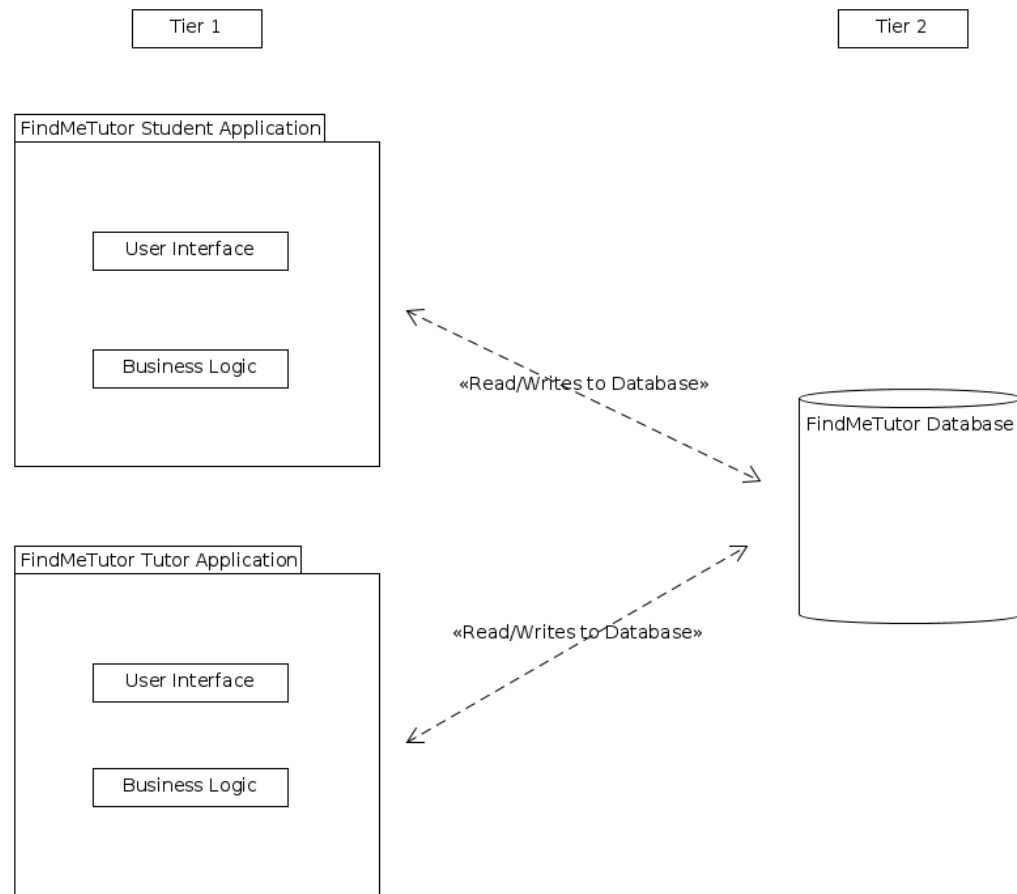 Tier 1
Tier 2
FindMeTutor Student Application
User Interface
Business Logic
«Read/Writes to Database»
FindMeTutor Database
FindMeTutor Tutor Application
«Read/Writes to Database»
User Interface
Business Logic